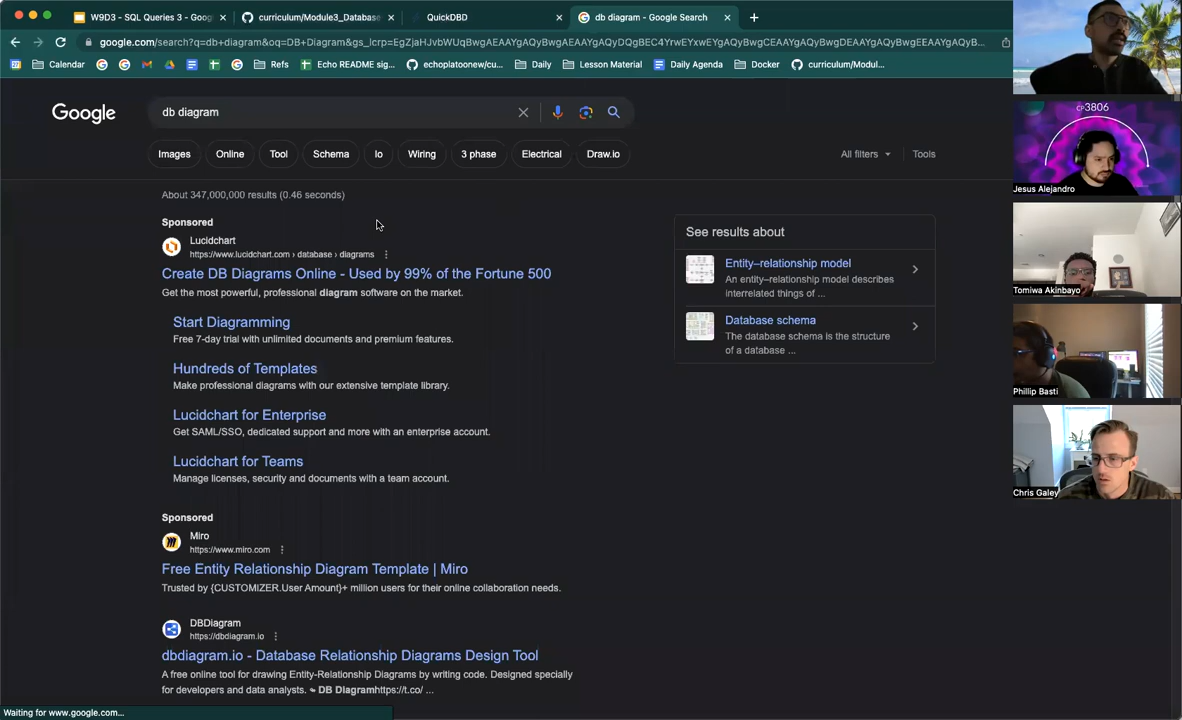 W9D3 - SQL Queries 3 - Goog
curriculum/Module3_Database
QuickDBD
db diagram - Google Search
google.com/search?q=db+diagram&oq=DB+Diagram&gs_lcrp=EgZjaHJvbWUqBwgAEAAYgAQyBwgAEAAYgAQyDQgBEC4YrwEYxwEYgAQyBwgCEAAYgAQyBwgDEAAYgAQyBwgEEAAYgAQyBwgFEAAYgAQyB...
Calendar
Refs
Echo README sig...
echoplatoonew/cu...
Daily
Lesson Material
Daily Agenda
Docker
curriculum/Modul...
Google
db diagram
Images
Online
Tool
Schema
Io
Wiring
3 phase
Electrical
Draw.io
All filters
Tools
About 347,000,000 results (0.46 seconds)
Sponsored
Lucidchart
https://www.lucidchart.com › database › diagrams
Create DB Diagrams Online - Used by 99% of the Fortune 500
Get the most powerful, professional diagram software on the market.
Start Diagramming
Free 7-day trial with unlimited documents and premium features.
Hundreds of Templates
Make professional diagrams with our extensive template library.
Lucidchart for Enterprise
Get SAML/SSO, dedicated support and more with an enterprise account.
Lucidchart for Teams
Manage licenses, security and documents with a team account.
Sponsored
Miro
https://www.miro.com
Free Entity Relationship Diagram Template | Miro
Trusted by {CUSTOMIZER.User Amount}+ million users for their online collaboration needs.
DBDiagram
https://dbdiagram.io
dbdiagram.io - Database Relationship Diagrams Design Tool
A free online tool for drawing Entity-Relationship Diagrams by writing code. Designed specially
for developers and data analysts. DB Diagramhttps://t.co/ ...
See results about
Entity–relationship model
An entity–relationship model describes
interrelated things of ...
Database schema
The database schema is the structure
of a database ...
Waiting for www.google.com...
CP3806
Jesus Alejandro
Tomiwa Akinbayo
Phillip Basti
Chris Galey